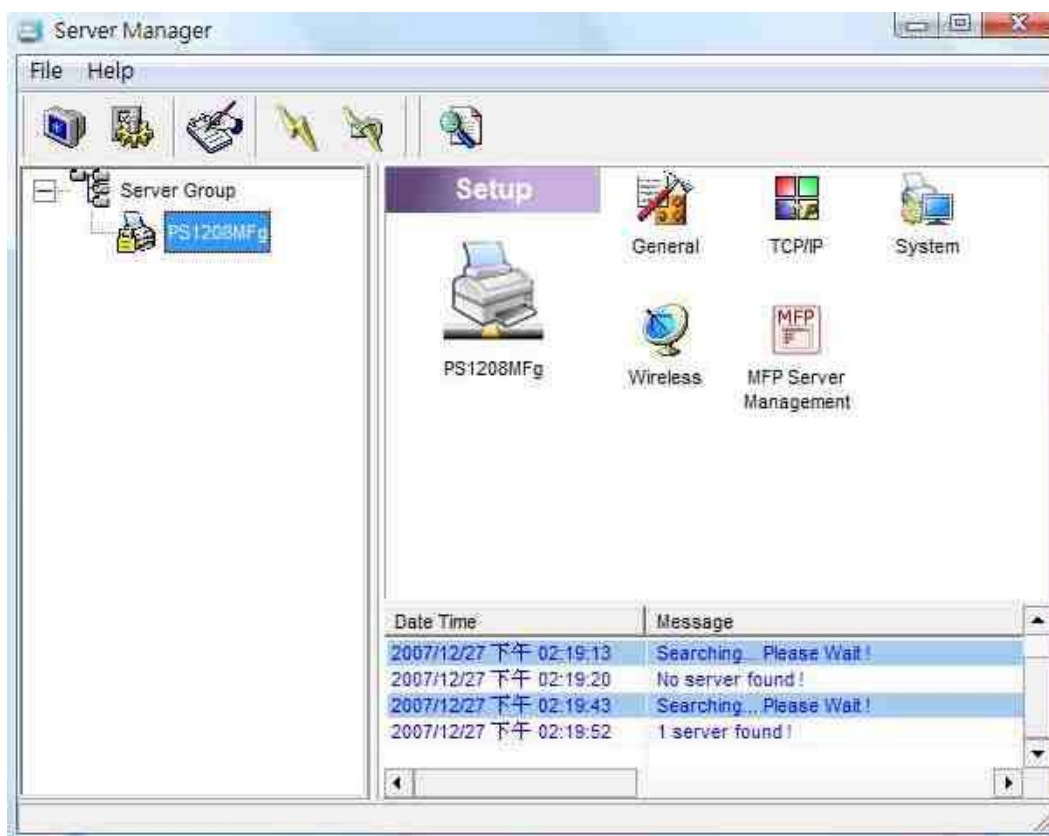 Server Manager
File Help
Server Group
PS1208MFg
Setup
PS1208MFg
General
TCP/IP
System
Wireless
MFP
MFP Server
Management
Date Time Message
2007/12/27 下午 02:19:13 Searching... Please Wait !
2007/12/27 下午 02:19:20 No server found !
2007/12/27 下午 02:19:43 Searching... Please Wait !
2007/12/27 下午 02:19:52 1 server found !